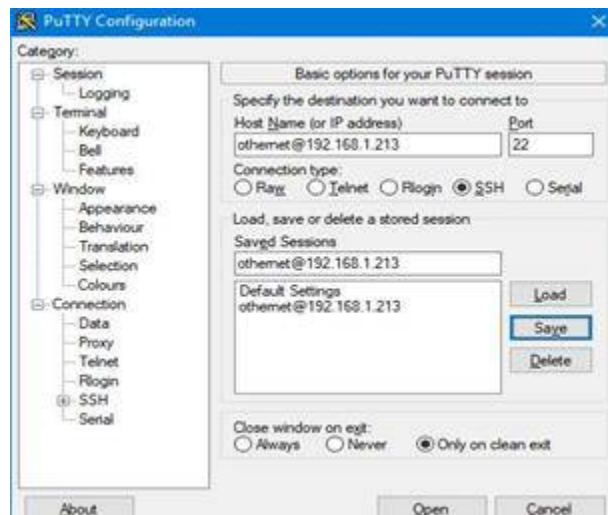 PuTTY Configuration
Category:
Session
Logging
Terminal
Keyboard
Bell
Features
Window
Appearance
Behaviour
Translation
Selection
Colours
Connection
Data
Proxy
Telnet
Rlogin
SSH
Serial
Basic options for your PuTTY session
Specify the destination you want to connect to
Host Name (or IP address) Port
othernet@192.168.1.213 22
Connection type:
Raw Telnet Rlogin SSH Serial
Load, save or delete a stored session
Saved Sessions
othernet@192.168.1.213
Default Settings
othernet@192.168.1.213
Load
Save
Delete
Close window on exit:
Always Never Only on clean exit
About Open Cancel